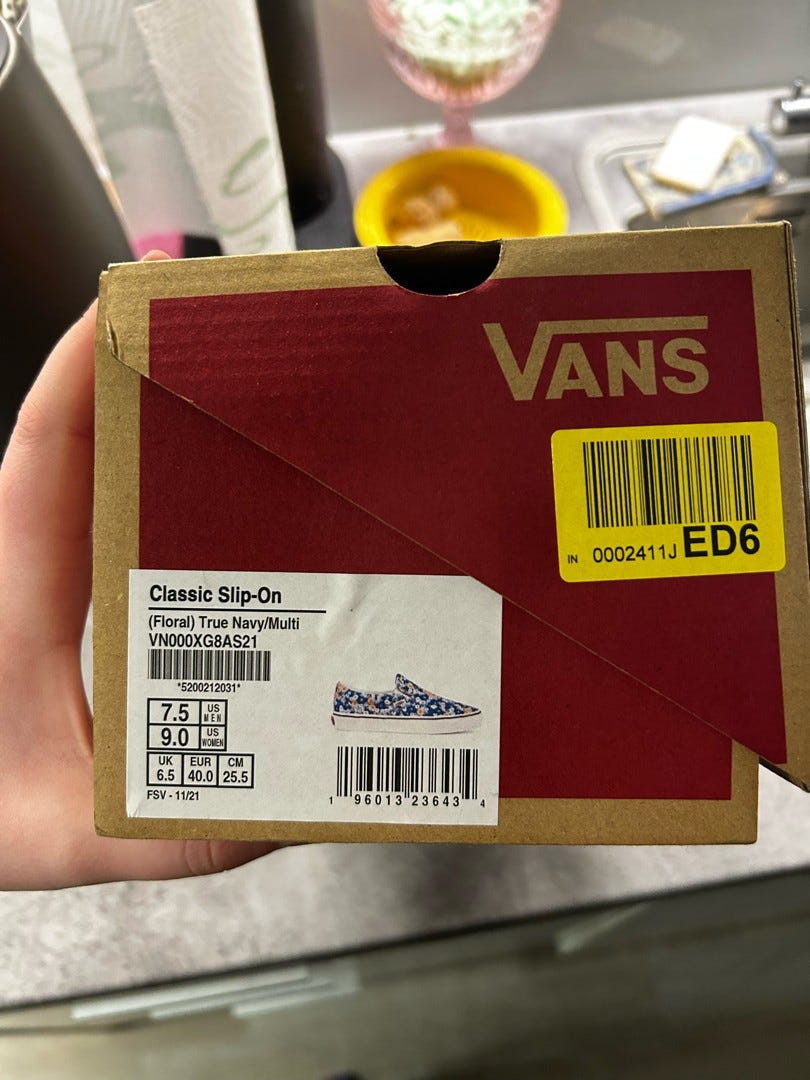 VANS
IN 0002411J ED6
Classic Slip-On
(Floral) True Navy/Multi
VN000XG8AS21
*5200212031*
7.5 US MEN
9.0 US WOMEN
UK EUR CM
6.5 40.0 25.5
FSV - 11/21
1 96013 23643 4